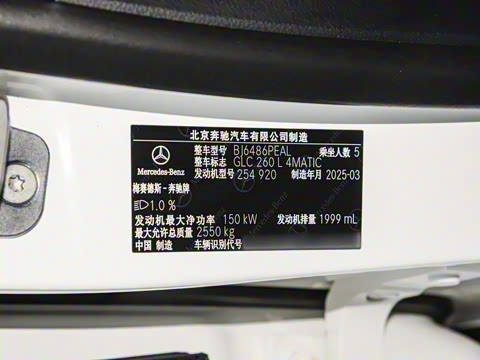 北京奔驰汽车有限公司制造
整车型号 BJ6486PEAL 乘坐人数 5
整车标志 GLC 260 L 4MATIC
发动机型号 254 920 制造年月 2025-03
Mercedes-Benz
梅赛德斯-奔驰牌
1.0 %
发动机最大净功率 150 kW 发动机排量 1999 mL
最大允许总质量 2550 kg
中国 制造 车辆识别代号